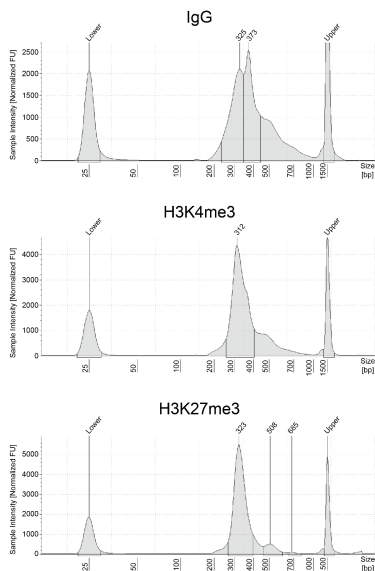 IgG
Sample Intensity [Normalized FU]
2500
2000
1500
1000
500
0
Lower
325
373
Upper
25
50
100
200
300
400
500
700
1000
1500
Size
[bp]
H3K4me3
Sample Intensity [Normalized FU]
4000
3000
2000
1000
0
Lower
312
Upper
25
50
100
200
300
400
500
700
1000
1500
Size
[bp]
H3K27me3
Sample Intensity [Normalized FU]
5000
4000
3000
2000
1000
0
Lower
323
508
665
Upper
25
50
100
200
300
400
500
700
1000
1500
Size
[bp]